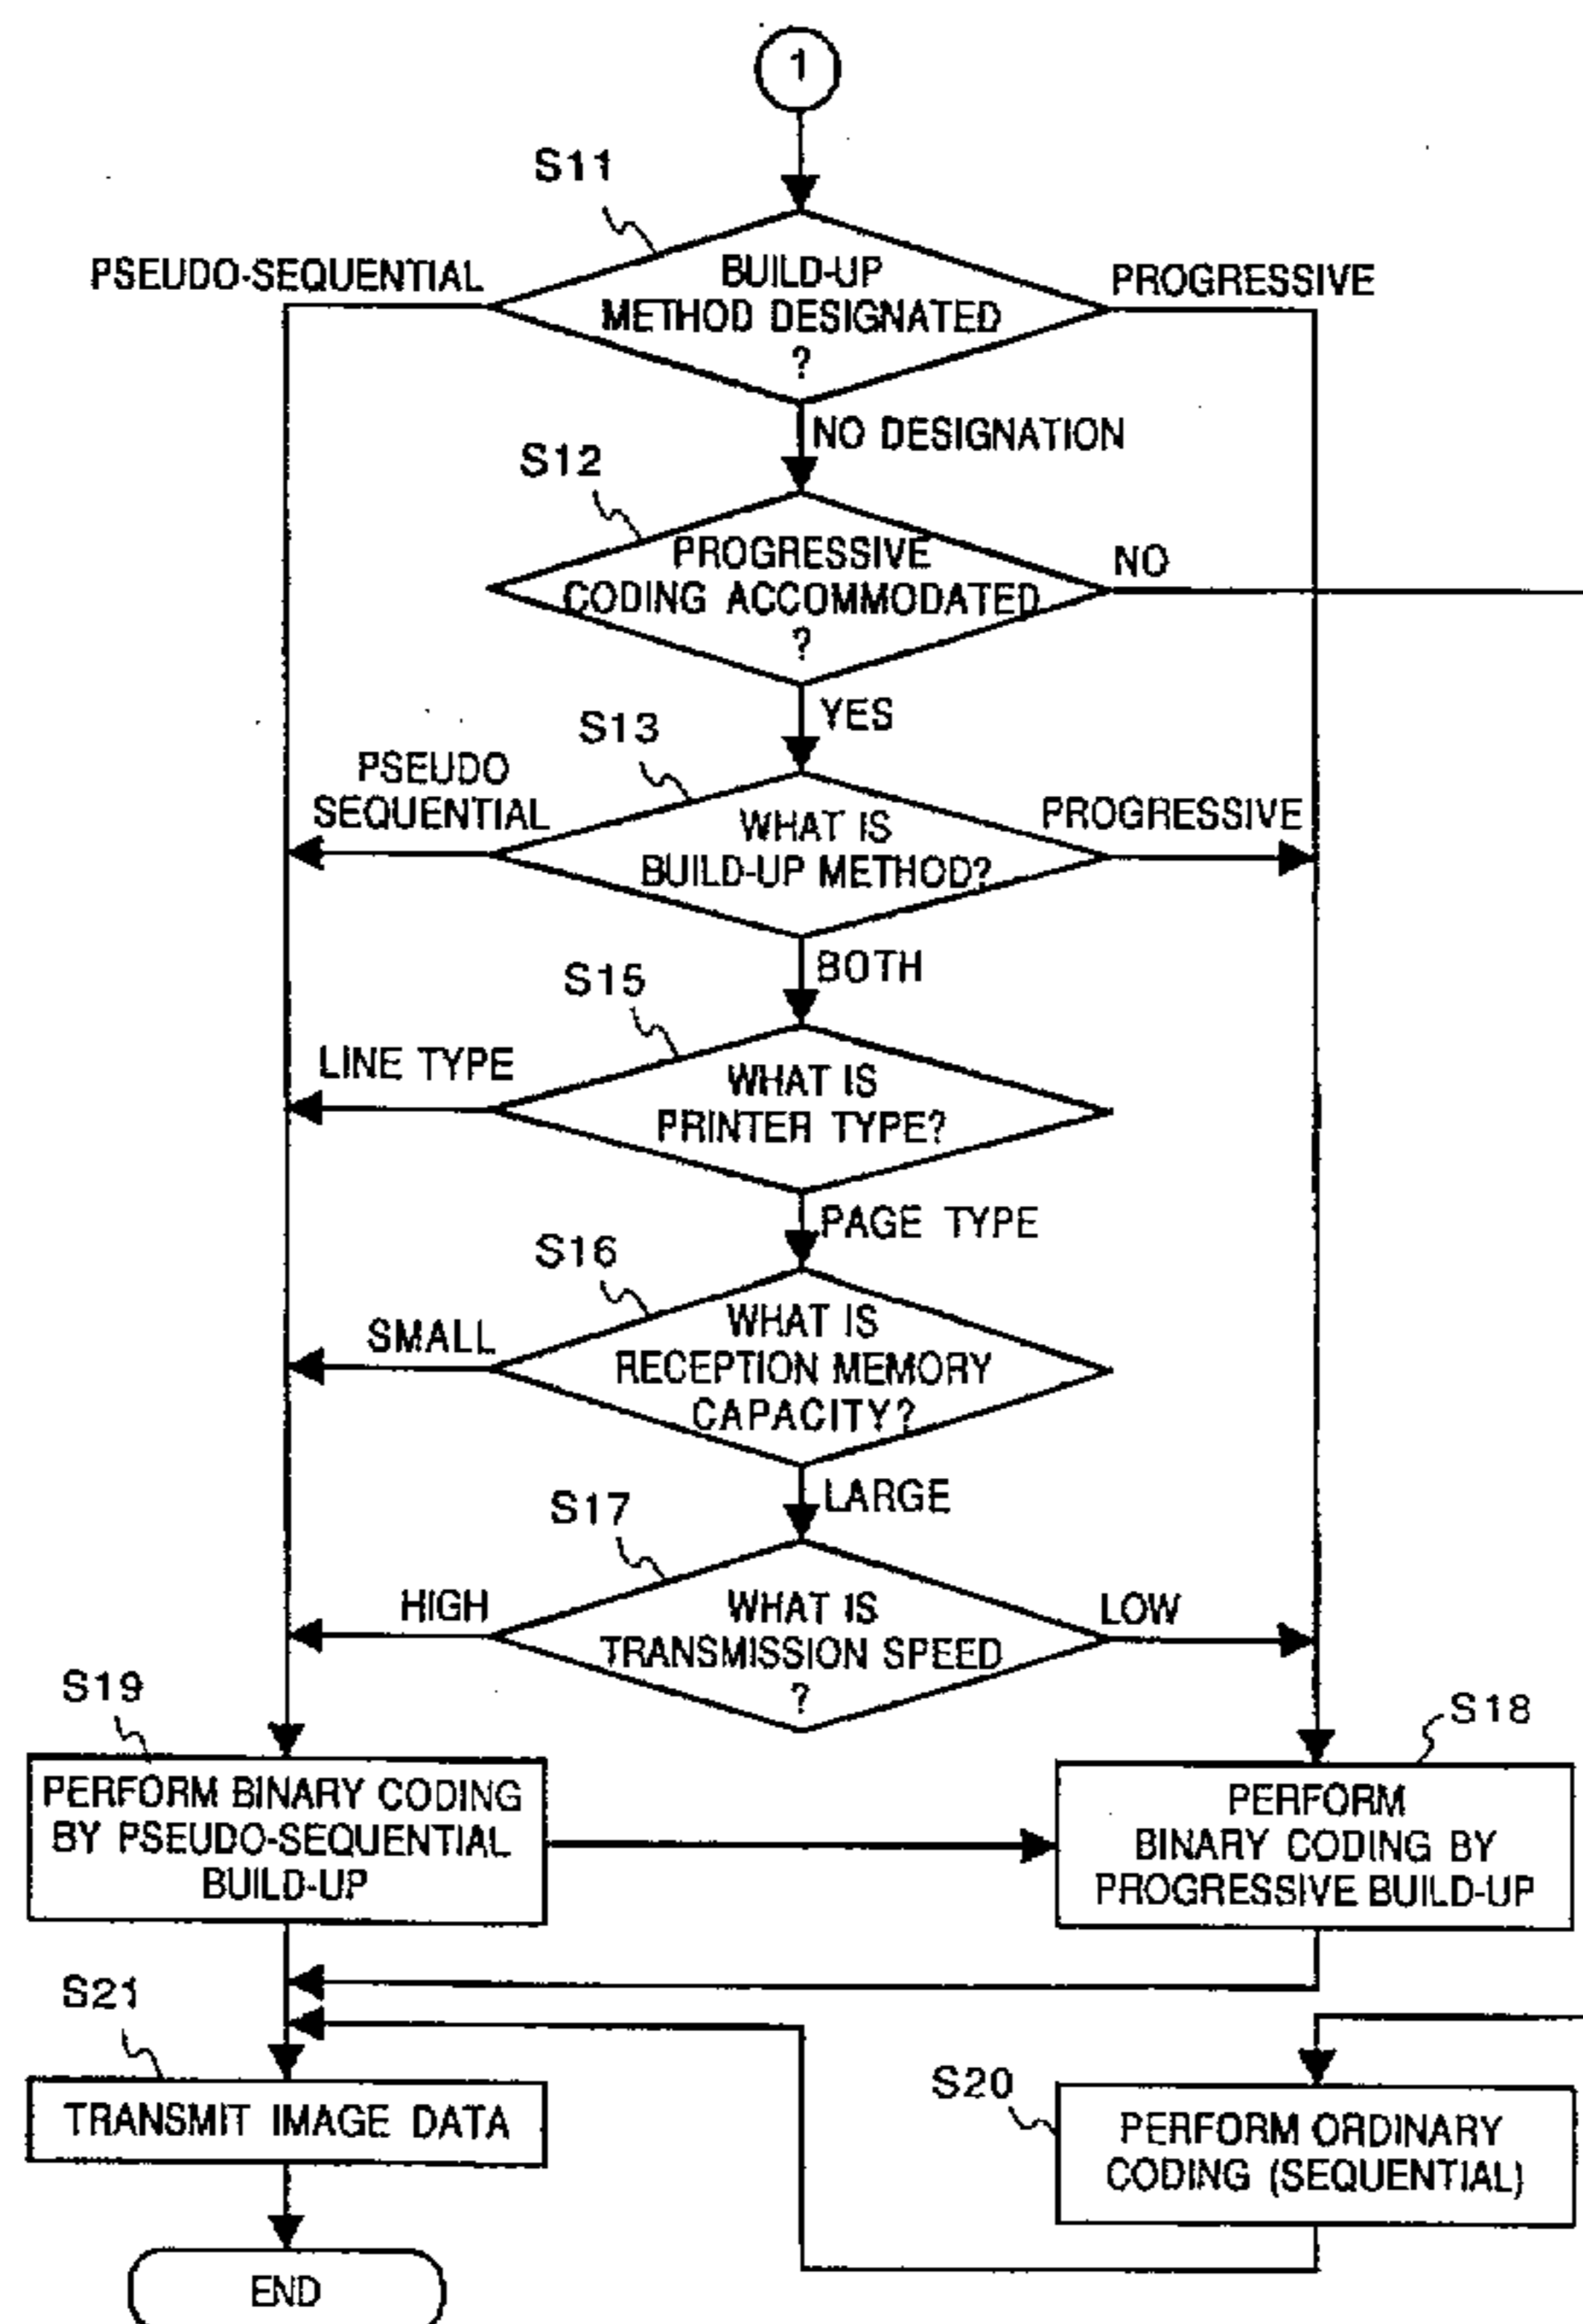 1
S11
PSEUDO-SEQUENTIAL
BUILD-UP
METHOD DESIGNATED
?
PROGRESSIVE
NO DESIGNATION
S12
PROGRESSIVE
CODING ACCOMMODATED
?
NO
YES
S13
PSEUDO
SEQUENTIAL
WHAT IS
BUILD-UP METHOD?
PROGRESSIVE
BOTH
S15
LINE TYPE
WHAT IS
PRINTER TYPE?
PAGE TYPE
S16
SMALL
WHAT IS
RECEPTION MEMORY
CAPACITY?
LARGE
S17
HIGH
WHAT IS
TRANSMISSION SPEED
?
LOW
S19
PERFORM BINARY CODING
BY PSEUDO-SEQUENTIAL
BUILD-UP
S18
PERFORM
BINARY CODING BY
PROGRESSIVE BUILD-UP
S21
TRANSMIT IMAGE DATA
S20
PERFORM ORDINARY
CODING (SEQUENTIAL)
END